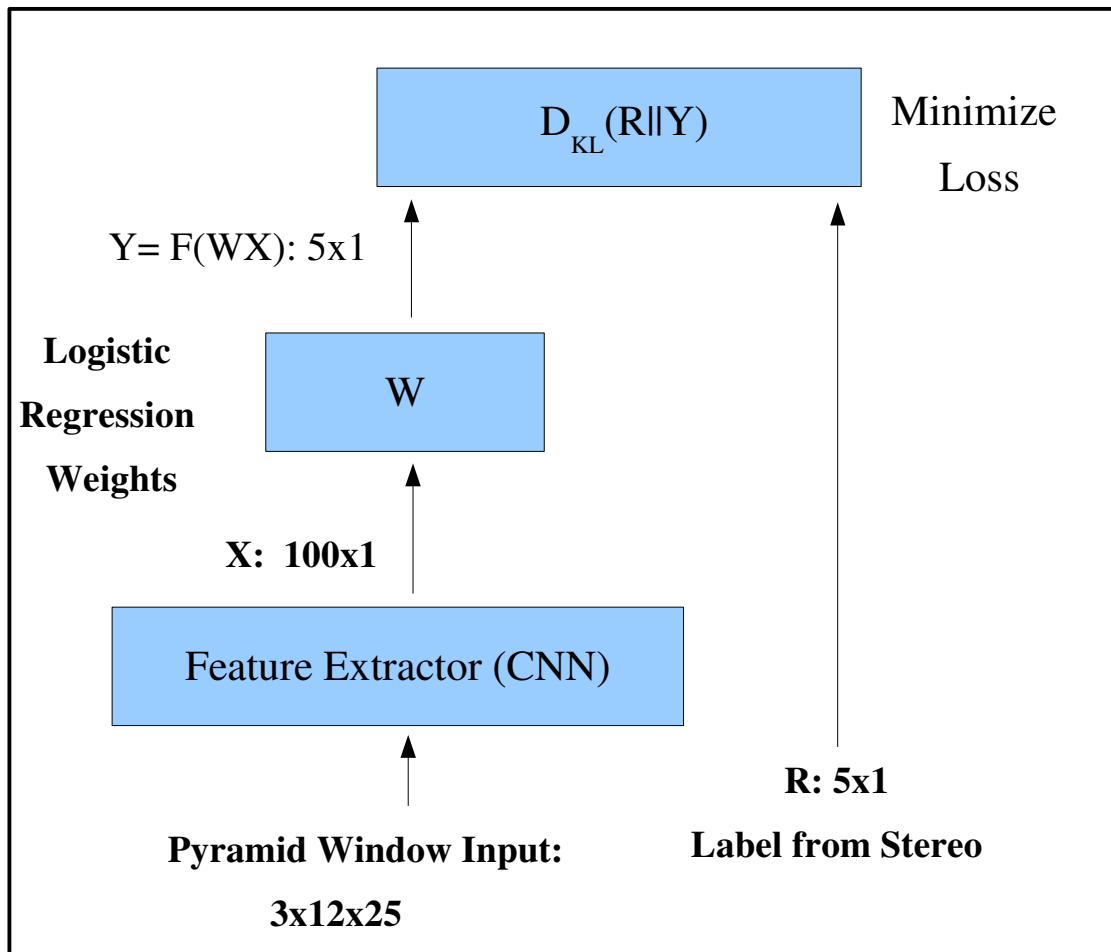 D_KL(R||Y)
Minimize
Loss
Y= F(WX): 5x1
Logistic
Regression
Weights
W
X: 100x1
Feature Extractor (CNN)
R: 5x1
Label from Stereo
Pyramid Window Input:
3x12x25